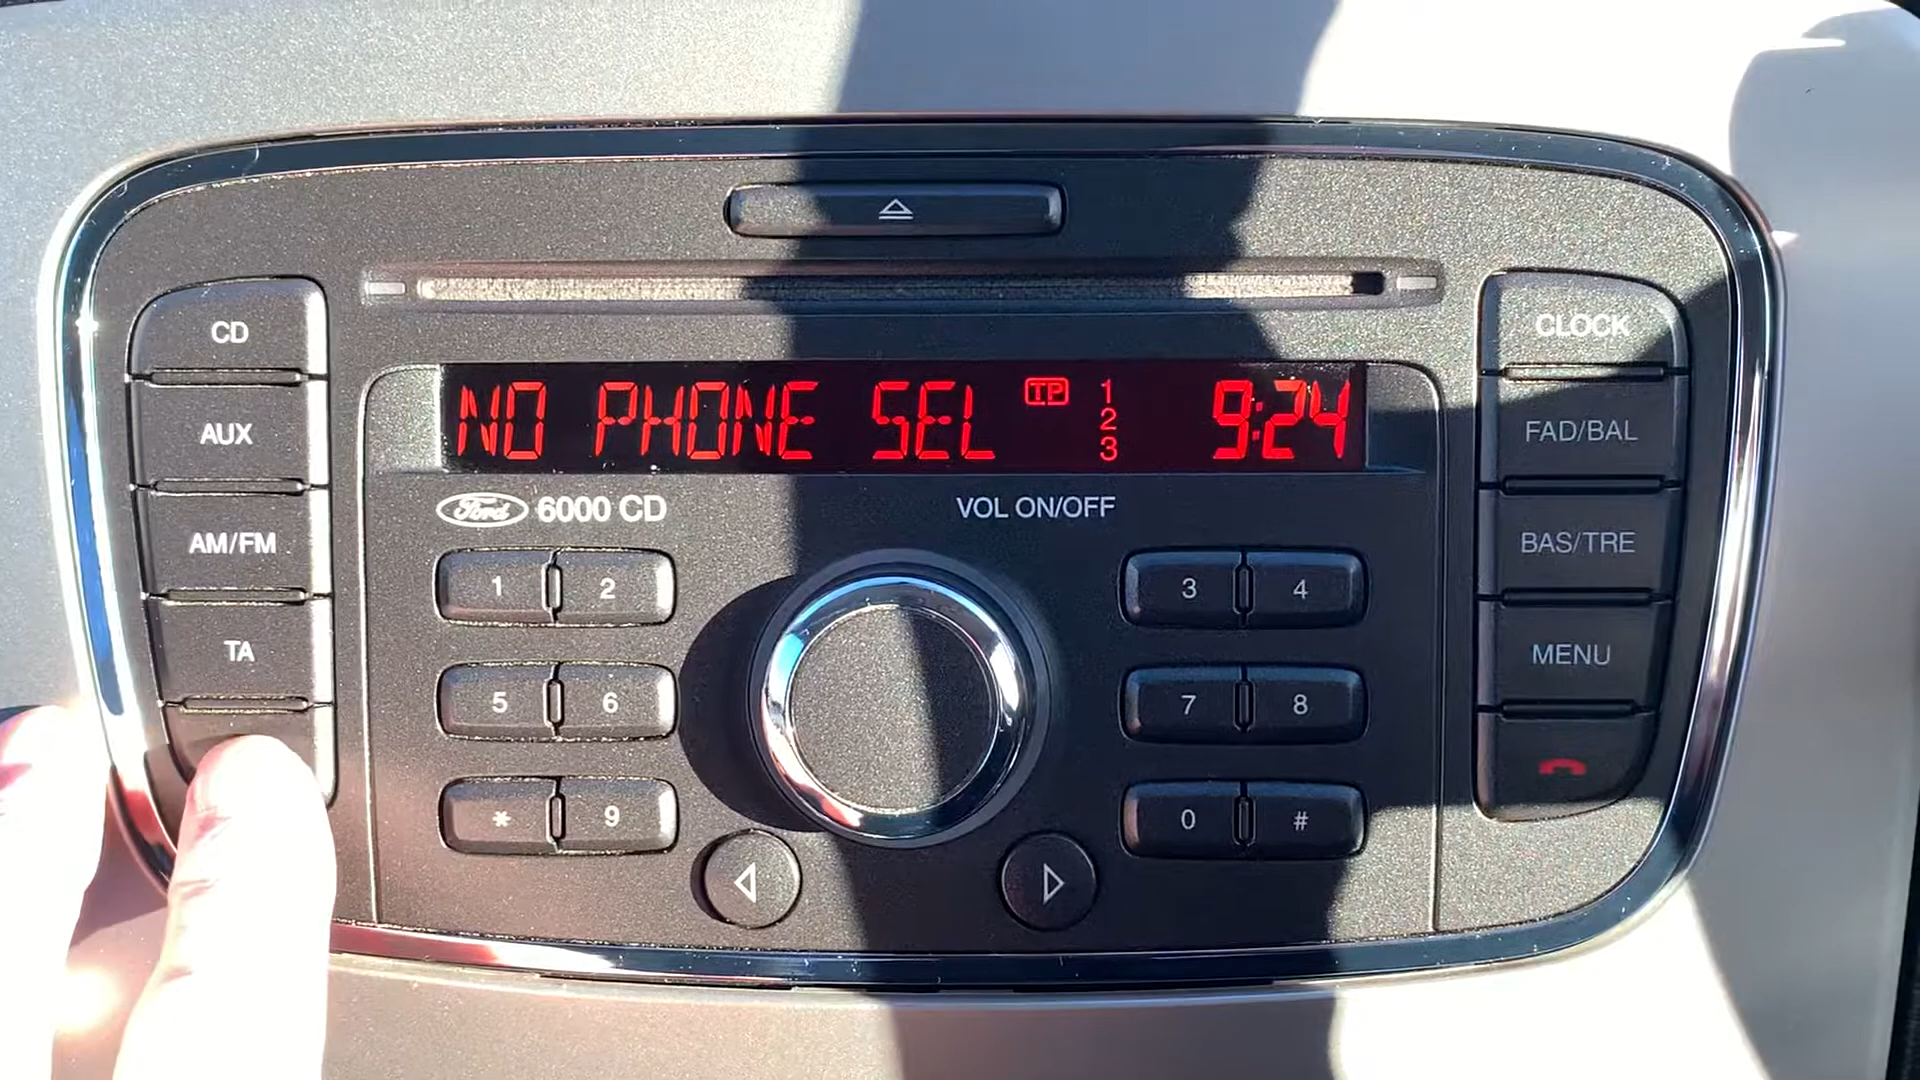 CD
AUX
AM/FM
TA
NO PHONE SEL TP 1 2 3 9:24
Ford 6000 CD
VOL ON/OFF
1 2 3 4
5 6 7 8
* 9 0 #
CLOCK
FAD/BAL
BAS/TRE
MENU